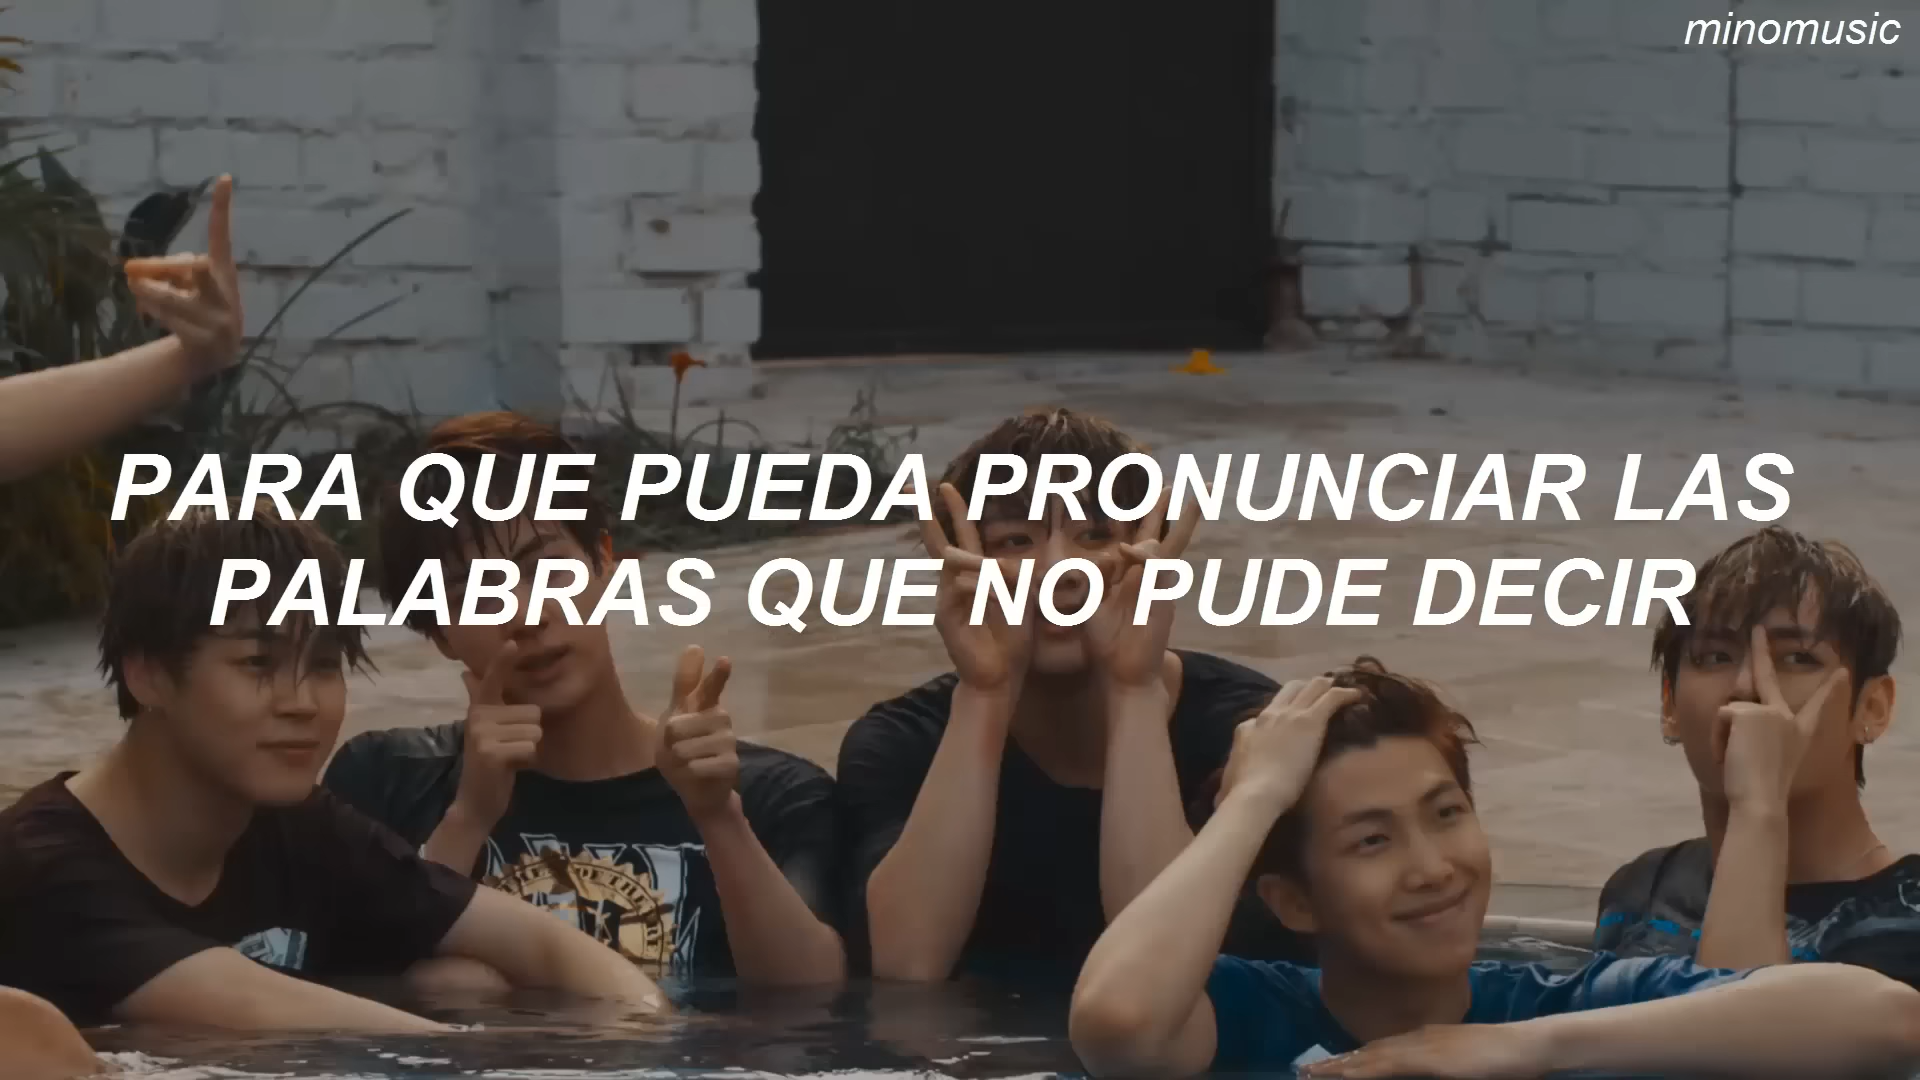 minomusic
PARA QUE PUEDA PRONUNCIAR LAS
PALABRAS QUE NO PUDE DECIR